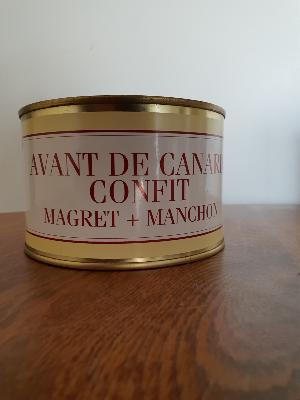 AVANT DE CANARD
CONFIT
MAGRET + MANCHON